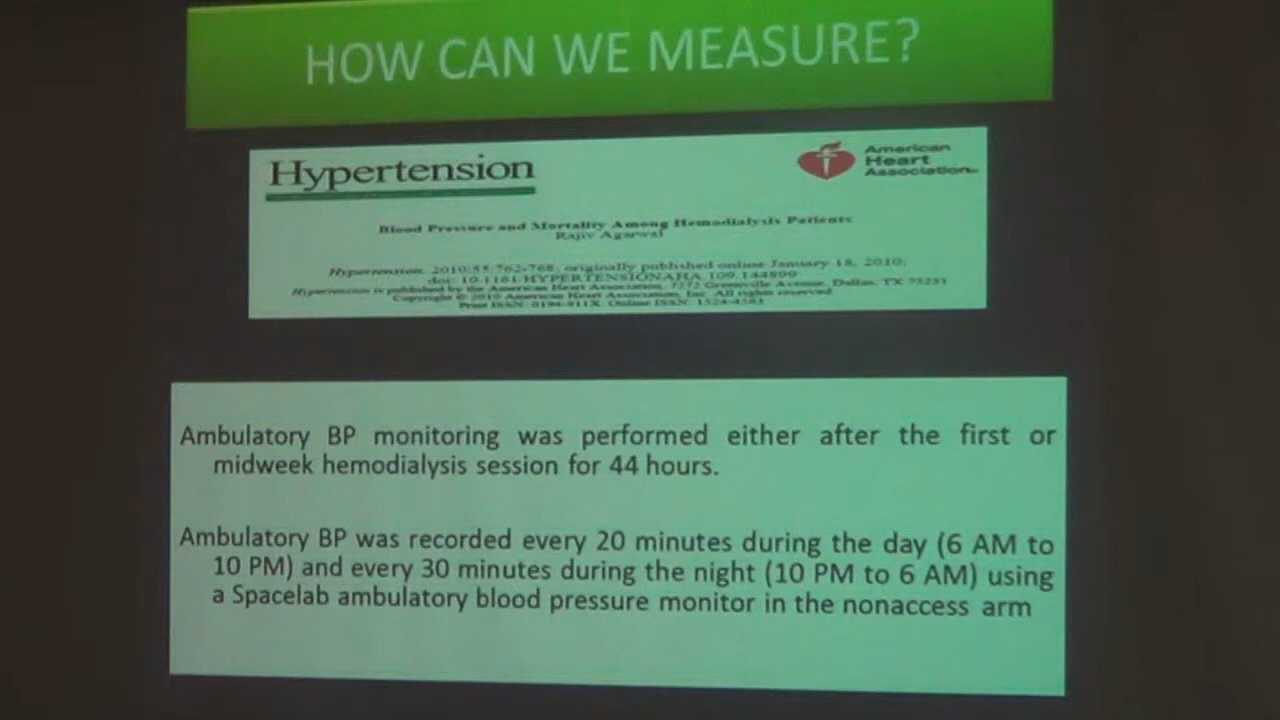 HOW CAN WE MEASURE?
Hypertension
American
Heart
Association
Blood Pressure and Mortality Among Hemodialysis Patients
Rajiv Agarwal
Hypertension. 2010;55:762-768; originally published online January 18, 2010;
doi: 10.1161/HYPERTENSIONAHA.109.144899
Hypertension is published by the American Heart Association, 7272 Greenville Avenue, Dallas, TX 75231
Copyright © 2010 American Heart Association, Inc. All rights reserved.
Print ISSN: 0194-911X. Online ISSN: 1524-4563
Ambulatory BP monitoring was performed either after the first or
midweek hemodialysis session for 44 hours.
Ambulatory BP was recorded every 20 minutes during the day (6 AM to
10 PM) and every 30 minutes during the night (10 PM to 6 AM) using
a Spacelab ambulatory blood pressure monitor in the nonaccess arm